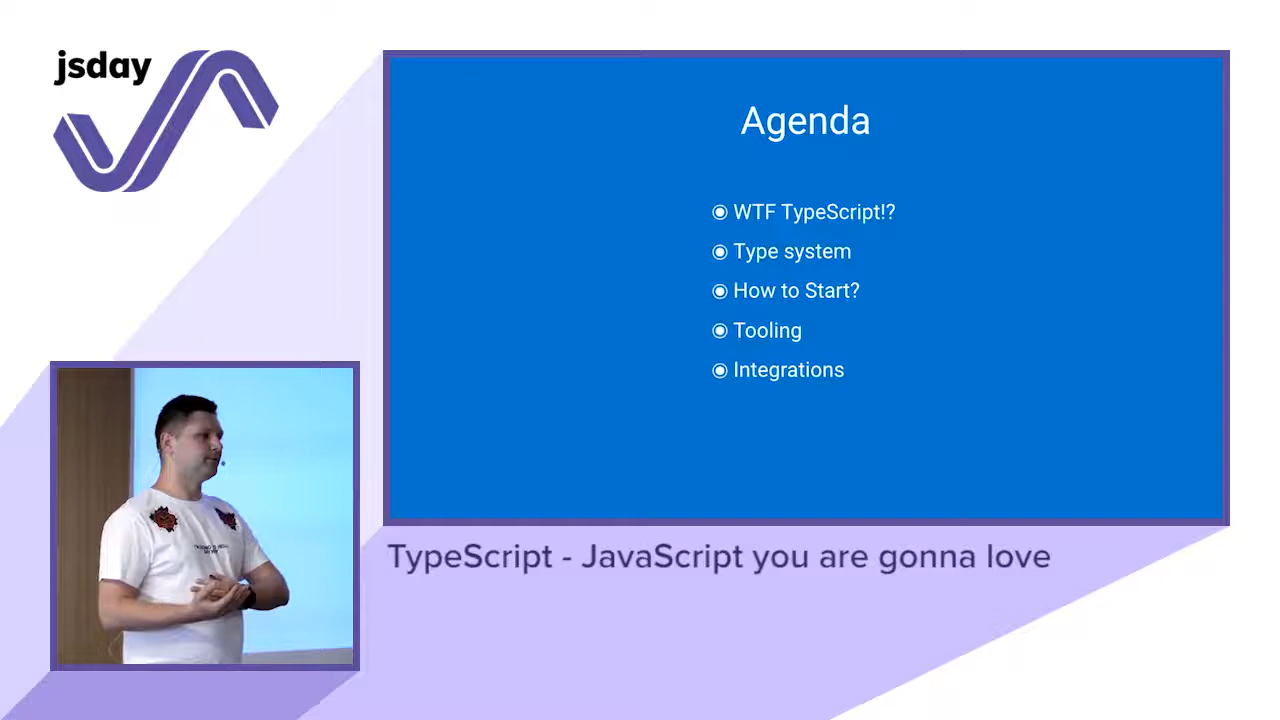 jsday
Agenda
◉ WTF TypeScript!?
◉ Type system
◉ How to Start?
◉ Tooling
◉ Integrations
TypeScript - JavaScript you are gonna love